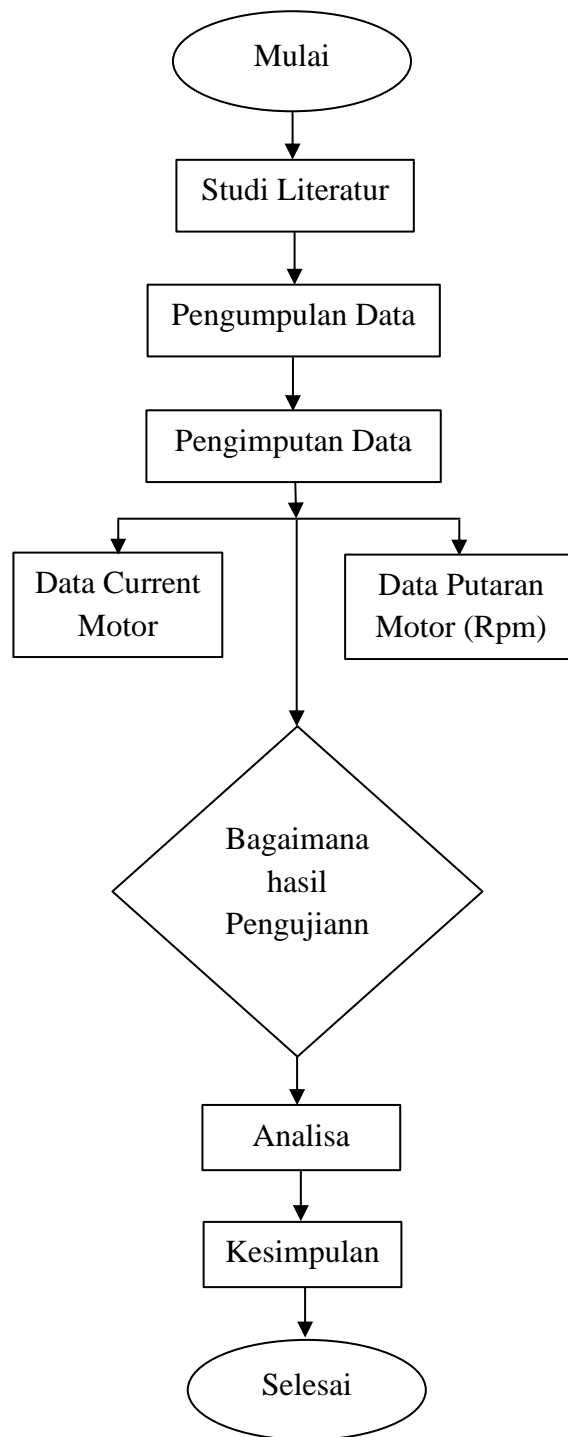 Mulai
Studi Literatur
Pengumpulan Data
Pengimputan Data
Data Current
Motor
Data Putaran
Motor (Rpm)
Bagaimana
hasil
Pengujiann
Analisa
Kesimpulan
Selesai